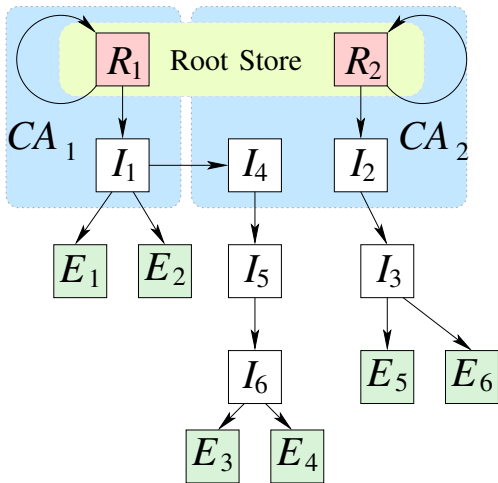 R1 Root Store R2
CA 1 I1 I4 I2 CA 2
E1 E2 I5 I3
I6 E5 E6
E3 E4